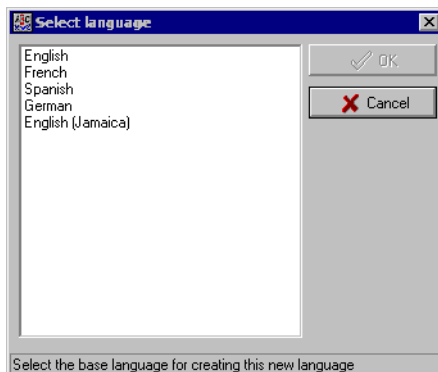 Select language
English
French
Spanish
German
English (Jamaica)
OK
Cancel
Select the base language for creating this new language